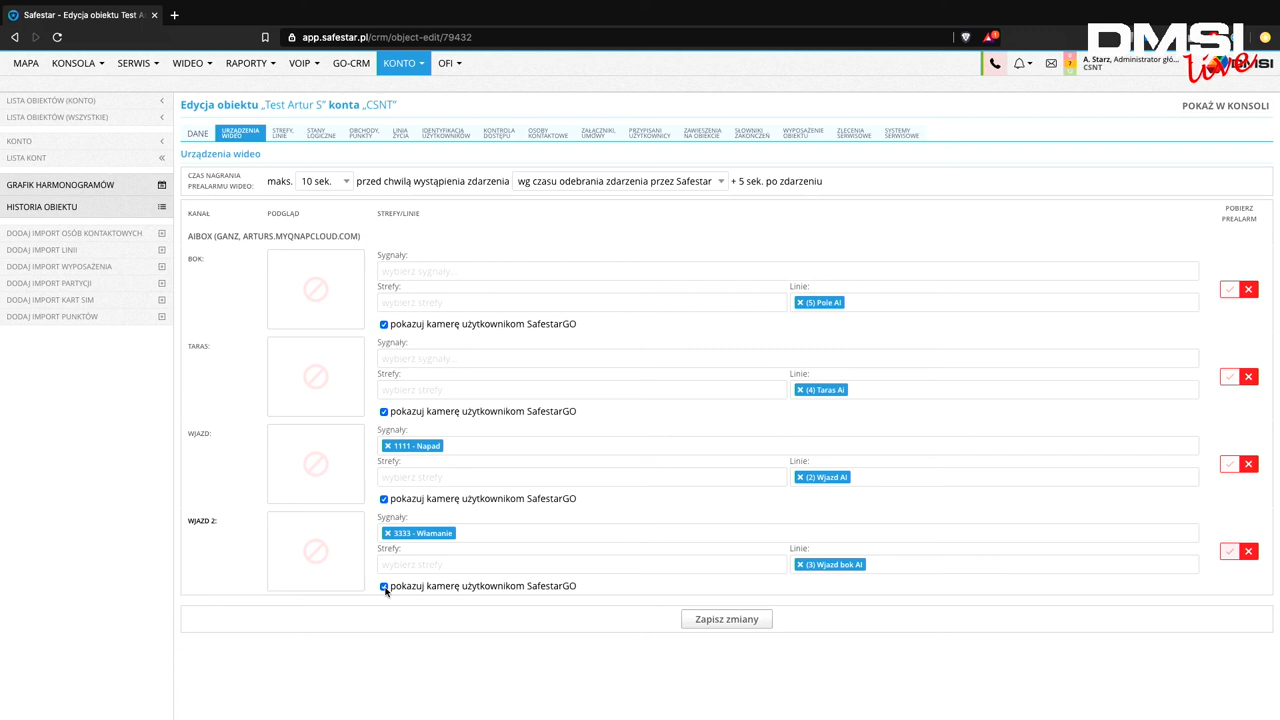 Safestar - Edycja obiektu Test A
app.safestar.pl/crm/object-edit/79432
DMSI
live
MAPA KONSOLA SERWIS WIDEO RAPORTY VOIP GO-CRM KONTO OFI
A. Starz, Administrator głó...
CSNT
DMSI
LISTA OBIEKTÓW (KONTO)
LISTA OBIEKTÓW (WSZYSTKIE)
KONTO
LISTA KONT
GRAFIK HARMONOGRAMÓW
HISTORIA OBIEKTU
DODAJ IMPORT OSÓB KONTAKTOWYCH
DODAJ IMPORT LINII
DODAJ IMPORT WYPOSAŻENIA
DODAJ IMPORT PARTYCJI
DODAJ IMPORT KART SIM
DODAJ IMPORT PUNKTÓW
Edycja obiektu „Test Artur S” konta „CSNT”
POKAŻ W KONSOLI
DANE URZĄDZENIA WIDEO STREFY, LINIE STANY LOGICZNE OBCHODY, PUNKTY LINIA ŻYCIA IDENTYFIKACJA UŻYTKOWNIKÓW KONTROLA DOSTĘPU OSOBY KONTAKTOWE ZAŁĄCZNIKI, UMOWY PRZYPISANI UŻYTKOWNICY ZAWIESZENIA NA OBIEKCIE SŁOWNIKI ZAKOŃCZEŃ WYPOSAŻENIE OBIEKTU ZLECENIA SERWISOWE SYSTEMY SERWISOWE
Urządzenia wideo
CZAS NAGRANIA PREALARMU WIDEO: maks. 10 sek. przed chwilą wystąpienia zdarzenia wg czasu odebrania zdarzenia przez Safestar + 5 sek. po zdarzeniu
KANAŁ PODGLĄD STREFY/LINIE POBIERZ PREALARM
AIBOX (GANZ, ARTURS.MYQNAPCLOUD.COM)
BOK:
Sygnały:
wybierz sygnały...
Strefy: Linie:
wybierz strefy (5) Pole AI
pokazuj kamerę użytkownikom SafestarGO
TARAS:
Sygnały:
wybierz sygnały...
Strefy: Linie:
wybierz strefy (4) Taras Ai
pokazuj kamerę użytkownikom SafestarGO
WJAZD:
Sygnały:
1111 - Napad
Strefy: Linie:
wybierz strefy (2) Wjazd AI
pokazuj kamerę użytkownikom SafestarGO
WJAZD 2:
Sygnały:
3333 - Włamanie
Strefy: Linie:
wybierz strefy (3) Wjazd bok AI
pokazuj kamerę użytkownikom SafestarGO
Zapisz zmiany